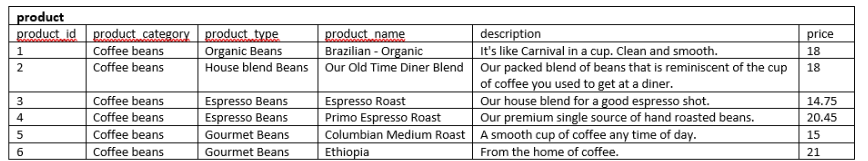 product
product_id product_category product_type product_name description price
1 Coffee beans Organic Beans Brazilian - Organic It's like Carnival in a cup. Clean and smooth. 18
2 Coffee beans House blend Beans Our Old Time Diner Blend Our packed blend of beans that is reminiscent of the cup 18
of coffee you used to get at a diner.
3 Coffee beans Espresso Beans Espresso Roast Our house blend for a good espresso shot. 14.75
4 Coffee beans Espresso Beans Primo Espresso Roast Our premium single source of hand roasted beans. 20.45
5 Coffee beans Gourmet Beans Columbian Medium Roast A smooth cup of coffee any time of day. 15
6 Coffee beans Gourmet Beans Ethiopia From the home of coffee. 21